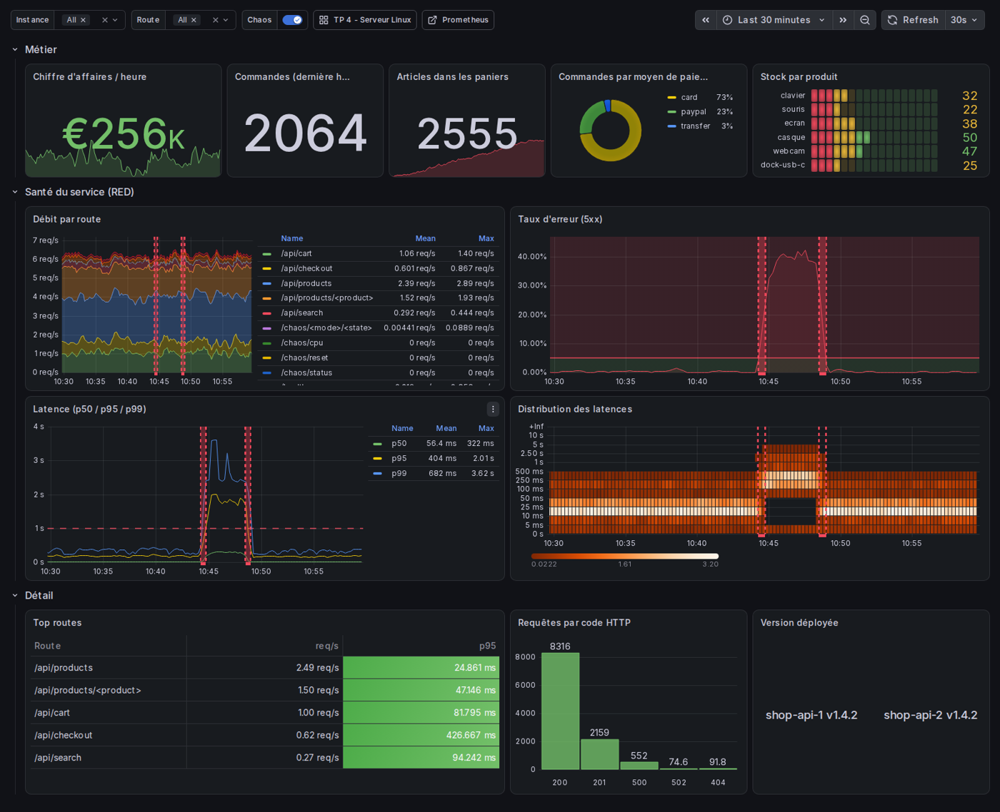 Instance All Route All Chaos TP 4 - Serveur Linux Prometheus Last 30 minutes Refresh 30s
Métier
Chiffre d'affaires / heure
€256K
Commandes (dernière h...
2064
Articles dans les paniers
2555
Commandes par moyen de paie...
card 73%
paypal 23%
transfer 3%
Stock par produit
clavier 32
souris 22
ecran 38
casque 50
webcam 47
dock-usb-c 25
Santé du service (RED)
Débit par route
7 req/s
6 req/s
5 req/s
4 req/s
3 req/s
2 req/s
1 req/s
0 req/s
10:30 10:35 10:40 10:45 10:50 10:55
Name Mean Max
/api/cart 1.06 req/s 1.40 req/s
/api/checkout 0.601 req/s 0.867 req/s
/api/products 2.39 req/s 2.89 req/s
/api/products/<product> 1.52 req/s 1.93 req/s
/api/search 0.292 req/s 0.444 req/s
/chaos/<mode>/<state> 0.00441 req/s 0.0889 req/s
/chaos/cpu 0 req/s 0 req/s
/chaos/reset 0 req/s 0 req/s
/chaos/status 0 req/s 0 req/s
Taux d'erreur (5xx)
40.00%
30.00%
20.00%
10.00%
0.00%
10:30 10:35 10:40 10:45 10:50 10:55
Latence (p50 / p95 / p99)
4 s
3 s
2 s
1 s
0 s
10:30 10:35 10:40 10:45 10:50 10:55
Name Mean Max
p50 56.4 ms 322 ms
p95 404 ms 2.01 s
p99 682 ms 3.62 s
Distribution des latences
+Inf
10 s
5 s
2.50 s
1 s
500 ms
250 ms
100 ms
50 ms
25 ms
10 ms
5 ms
0 s
10:30 10:35 10:40 10:45 10:50 10:55
0.0222 1.61 3.20
Détail
Top routes
Route req/s p95
/api/products 2.49 req/s 24.861 ms
/api/products/<product> 1.50 req/s 47.146 ms
/api/cart 1.00 req/s 81.795 ms
/api/checkout 0.62 req/s 426.667 ms
/api/search 0.27 req/s 94.242 ms
Requêtes par code HTTP
8000
6000
4000
2000
0
8316
2159
552
74.6
91.8
200 201 500 502 404
Version déployée
shop-api-1 v1.4.2 shop-api-2 v1.4.2